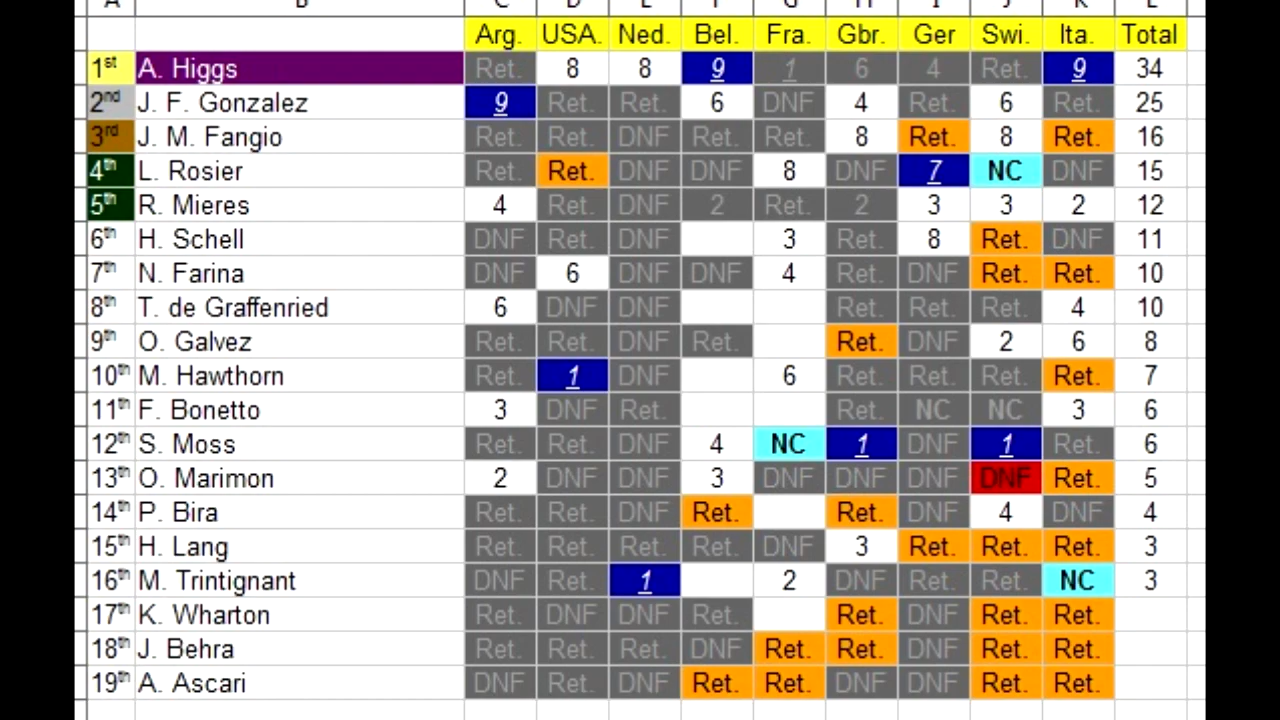 Arg. USA. Ned. Bel. Fra. Gbr. Ger Swi. Ita. Total
1st A. Higgs Ret. 8 8 9 1 6 4 Ret. 9 34
2nd J. F. Gonzalez 9 Ret. Ret. 6 DNF 4 Ret. 6 Ret. 25
3rd J. M. Fangio Ret. Ret. DNF Ret. Ret. 8 Ret. 8 Ret. 16
4th L. Rosier Ret. Ret. DNF DNF 8 DNF 7 NC DNF 15
5th R. Mieres 4 Ret. DNF 2 Ret. 2 3 3 2 12
6th H. Schell DNF Ret. DNF 3 Ret. 8 Ret. DNF 11
7th N. Farina DNF 6 DNF DNF 4 Ret. DNF Ret. Ret. 10
8th T. de Graffenried 6 DNF DNF Ret. Ret. Ret. 4 10
9th O. Galvez Ret. Ret. DNF Ret. Ret. DNF 2 6 8
10th M. Hawthorn Ret. 1 DNF 6 Ret. Ret. Ret. Ret. 7
11th F. Bonetto 3 DNF Ret. Ret. NC NC 3 6
12th S. Moss Ret. Ret. DNF 4 NC 1 DNF 1 Ret. 6
13th O. Marimon 2 DNF DNF 3 DNF DNF DNF DNF Ret. 5
14th P. Bira Ret. Ret. DNF Ret. Ret. DNF 4 DNF 4
15th H. Lang Ret. Ret. Ret. Ret. DNF 3 Ret. Ret. Ret. 3
16th M. Trintignant DNF Ret. 1 2 DNF Ret. Ret. NC 3
17th K. Wharton Ret. DNF DNF Ret. Ret. DNF Ret. Ret.
18th J. Behra Ret. Ret. Ret. DNF Ret. Ret. DNF Ret. Ret.
19th A. Ascari DNF Ret. DNF Ret. Ret. DNF DNF Ret. Ret.